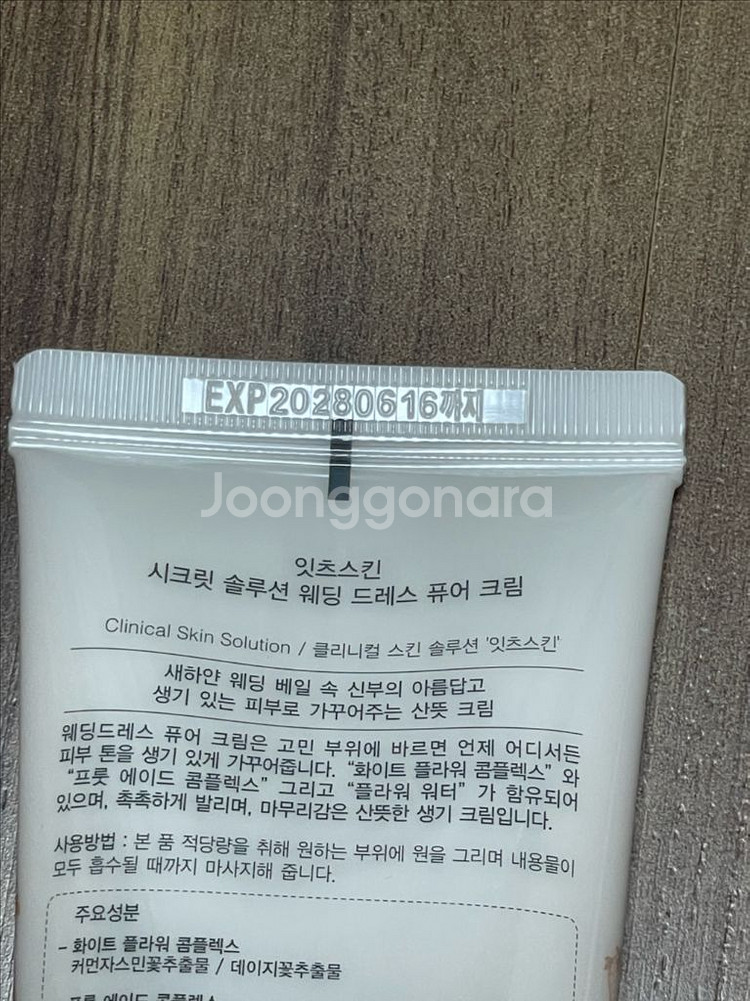 EXP20280616까지
Joonggonara
잇츠스킨
시크릿 솔루션 웨딩 드레스 퓨어 크림
Clinical Skin Solution / 클리니컬 스킨 솔루션 '잇츠스킨'
새하얀 웨딩 베일 속 신부의 아름답고
생기 있는 피부로 가꾸어주는 산뜻 크림
웨딩드레스 퓨어 크림은 고민 부위에 바르면 언제 어디서든
피부 톤을 생기 있게 가꾸어줍니다. “화이트 플라워 콤플렉스” 와
“프룻 에이드 콤플렉스” 그리고 “플라워 워터” 가 함유되어
있으며, 촉촉하게 발리며, 마무리감은 산뜻한 생기 크림입니다.
사용방법 : 본 품 적당량을 취해 원하는 부위에 원을 그리며 내용물이
모두 흡수될 때까지 마사지해 줍니다.
주요성분
- 화이트 플라워 콤플렉스
커먼자스민꽃추출물 / 데이지꽃추출물
프룻 에이드 콤플렉스